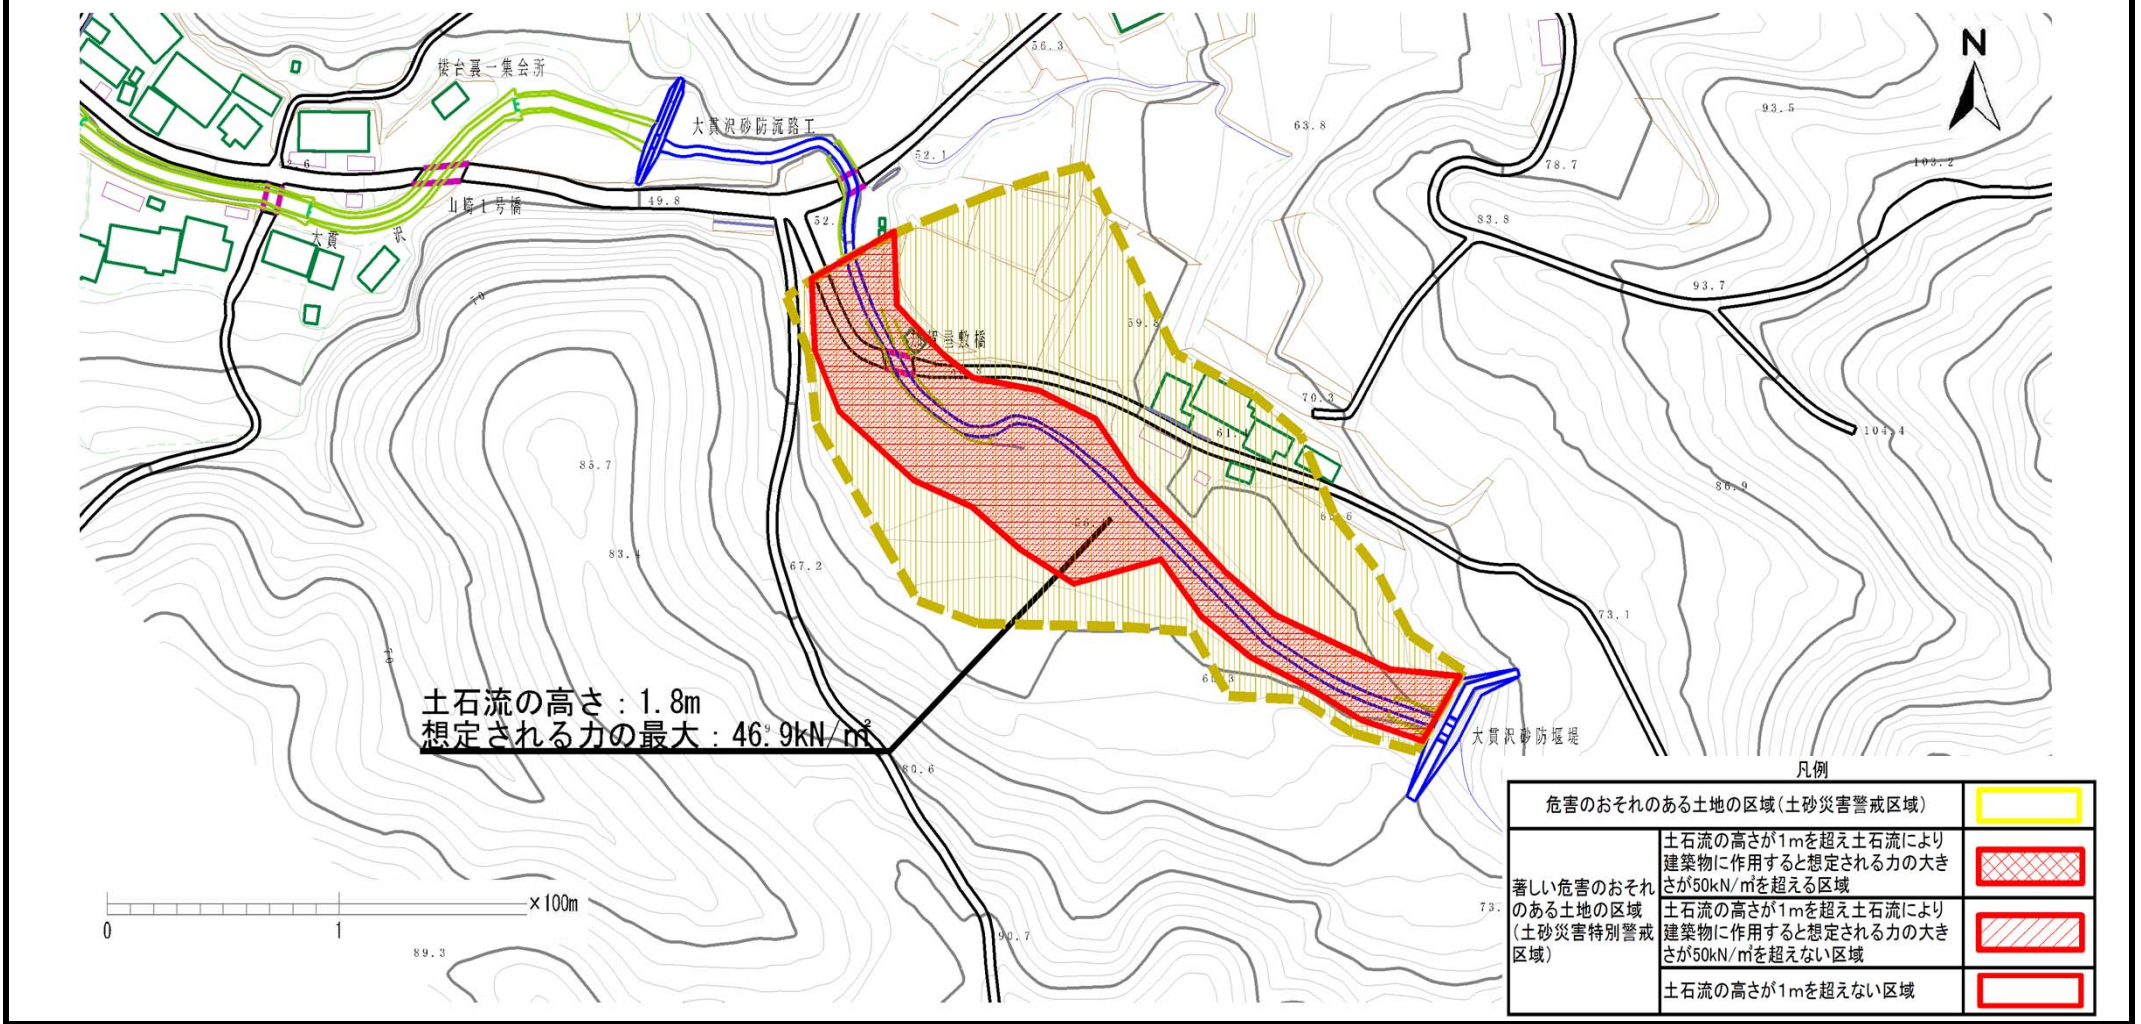 N
56.3
93.5
楼台裏一集会所
大貫沢砂防流路工
63.8
52.1
103.2
78.7
山崎1号橋
49.8
83.8
大貫
沢
93.7
70
59.8
屋敷橋
70.3
61.4
104.4
85.7
86.9
83.4
67.2
73.1
70
土石流の高さ：1.8m
想定される力の最大：46.9kN/㎡
大貫沢砂防堰堤
80.6
凡例
危害のおそれのある土地の区域(土砂災害警戒区域)
著しい危害のおそれ
のある土地の区域
(土砂災害特別警戒
区域)
土石流の高さが1mを超え土石流により
建築物に作用すると想定される力の大き
さが50kN/㎡を超える区域
土石流の高さが1mを超え土石流により
建築物に作用すると想定される力の大き
さが50kN/㎡を超えない区域
土石流の高さが1mを超えない区域
×100m
0
1
90.7
89.3